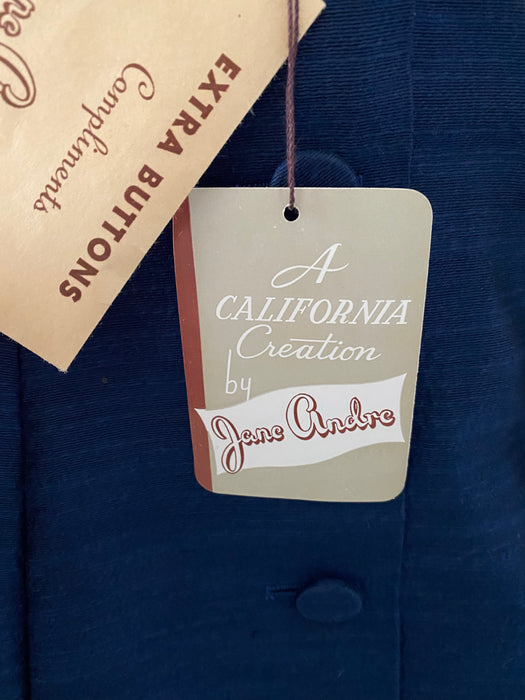 EXTRA BUTTONS
Compliments
A
CALIFORNIA
Creation
by
Jane Andre